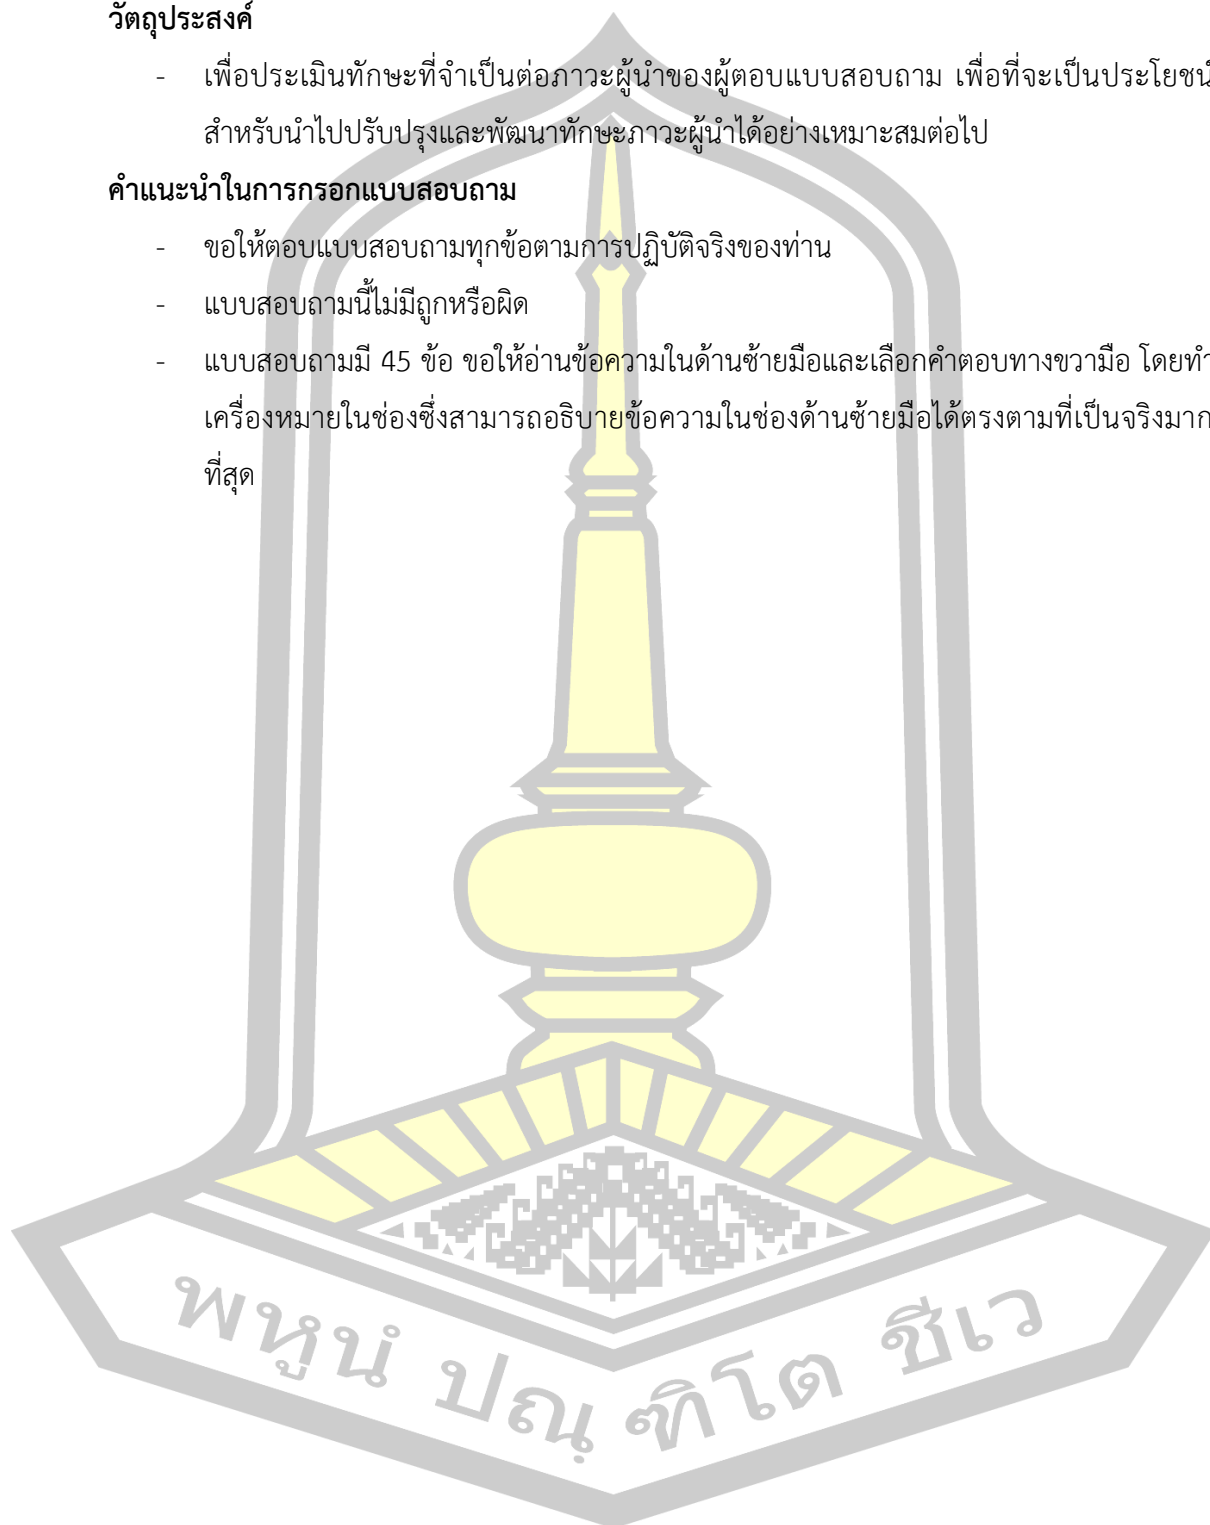 วัตถุประสงค์
- เพื่อประเมินทักษะที่จำเป็นต่อภาวะผู้นำของผู้ตอบแบบสอบถาม เพื่อที่จะเป็นประโยชน์
สำหรับนำไปปรับปรุงและพัฒนาทักษะภาวะผู้นำได้อย่างเหมาะสมต่อไป
คำแนะนำในการกรอกแบบสอบถาม
- ขอให้ตอบแบบสอบถามทุกข้อตามการปฏิบัติจริงของท่าน
- แบบสอบถามนี้ไม่มีถูกหรือผิด
- แบบสอบถามมี 45 ข้อ ขอให้อ่านข้อความในด้านซ้ายมือและเลือกคำตอบทางขวามือ โดยทำ
เครื่องหมายในช่องซึ่งสามารถอธิบายข้อความในช่องด้านซ้ายมือได้ตรงตามที่เป็นจริงมาก
ที่สุด
พหูนํ ปณฺฑิโต ชีเว